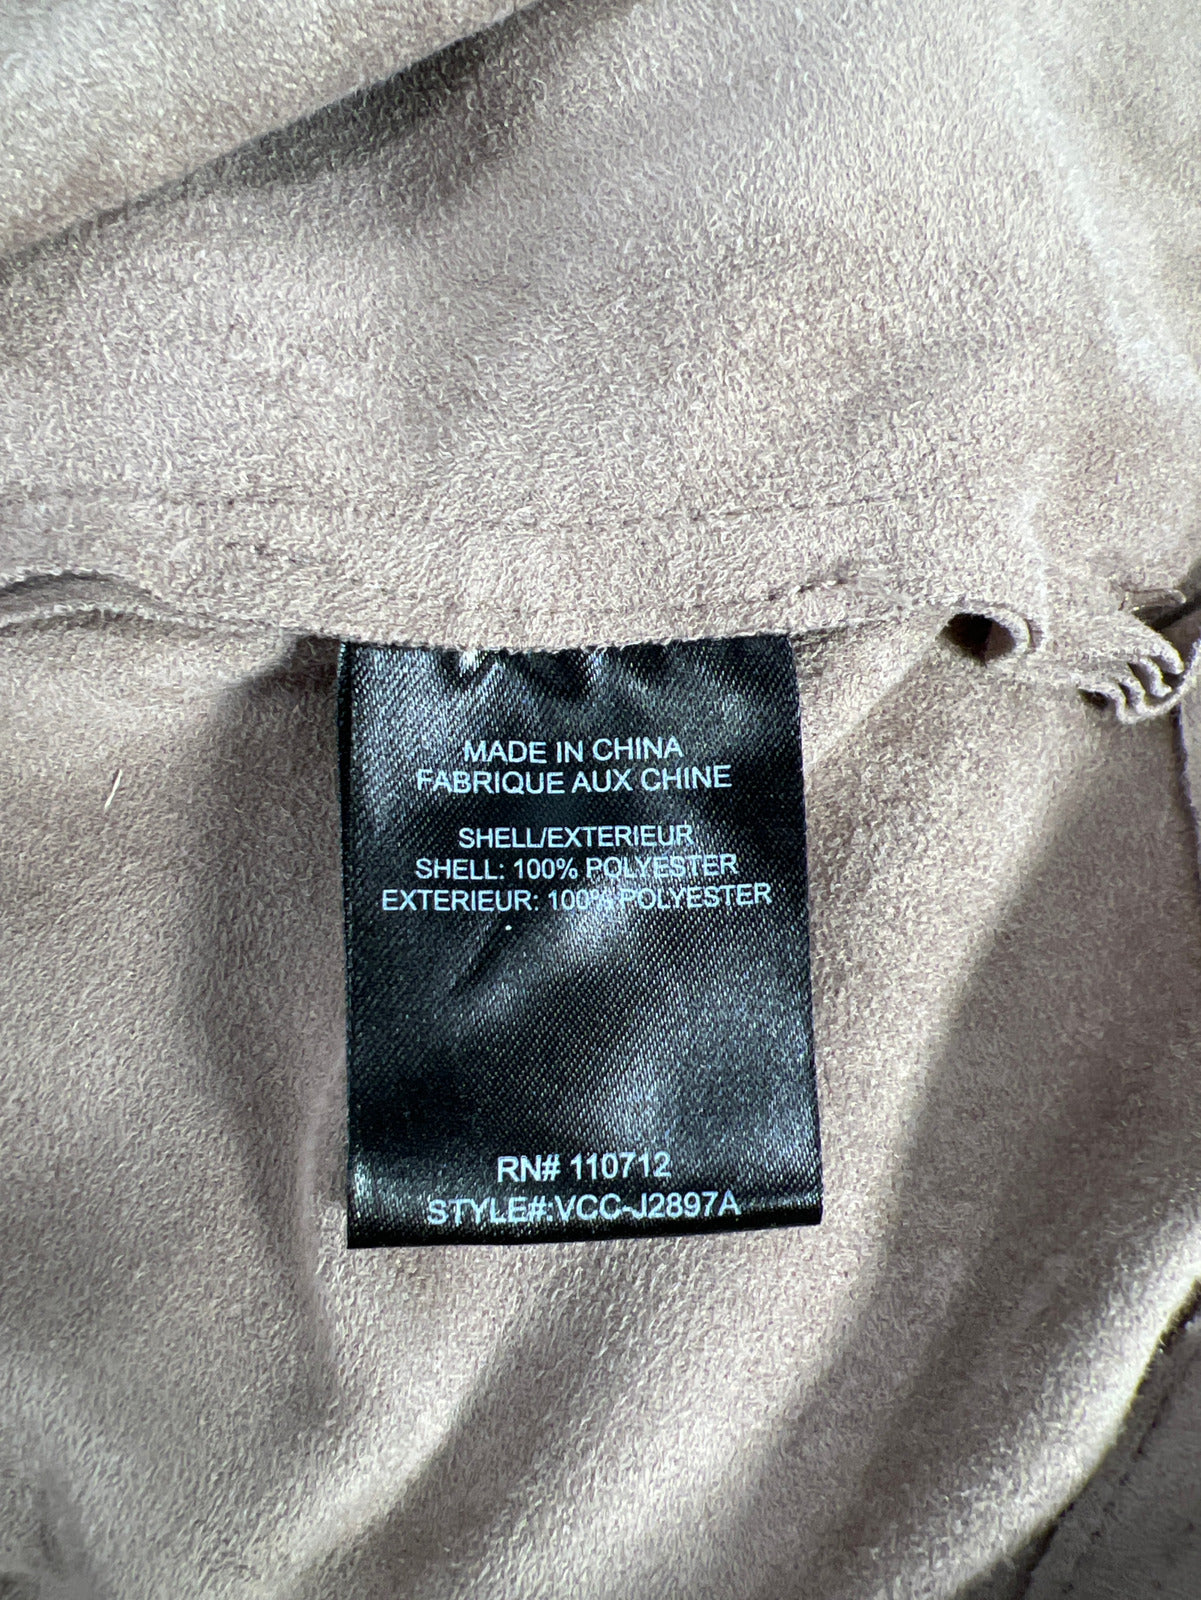 MADE IN CHINA
FABRIQUE AUX CHINE
SHELL/EXTERIEUR
SHELL: 100% POLYESTER
EXTERIEUR: 100% POLYESTER
RN# 110712
STYLE#:VCC-J2897A